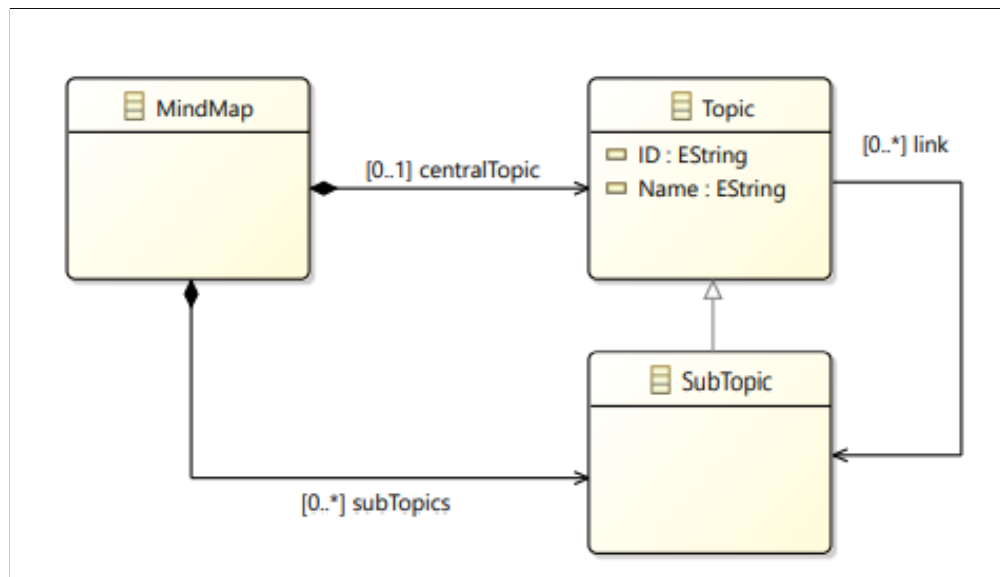 MindMap
Topic
ID : EString
Name : EString
[0..1] centralTopic
[0..*] link
SubTopic
[0..*] subTopics